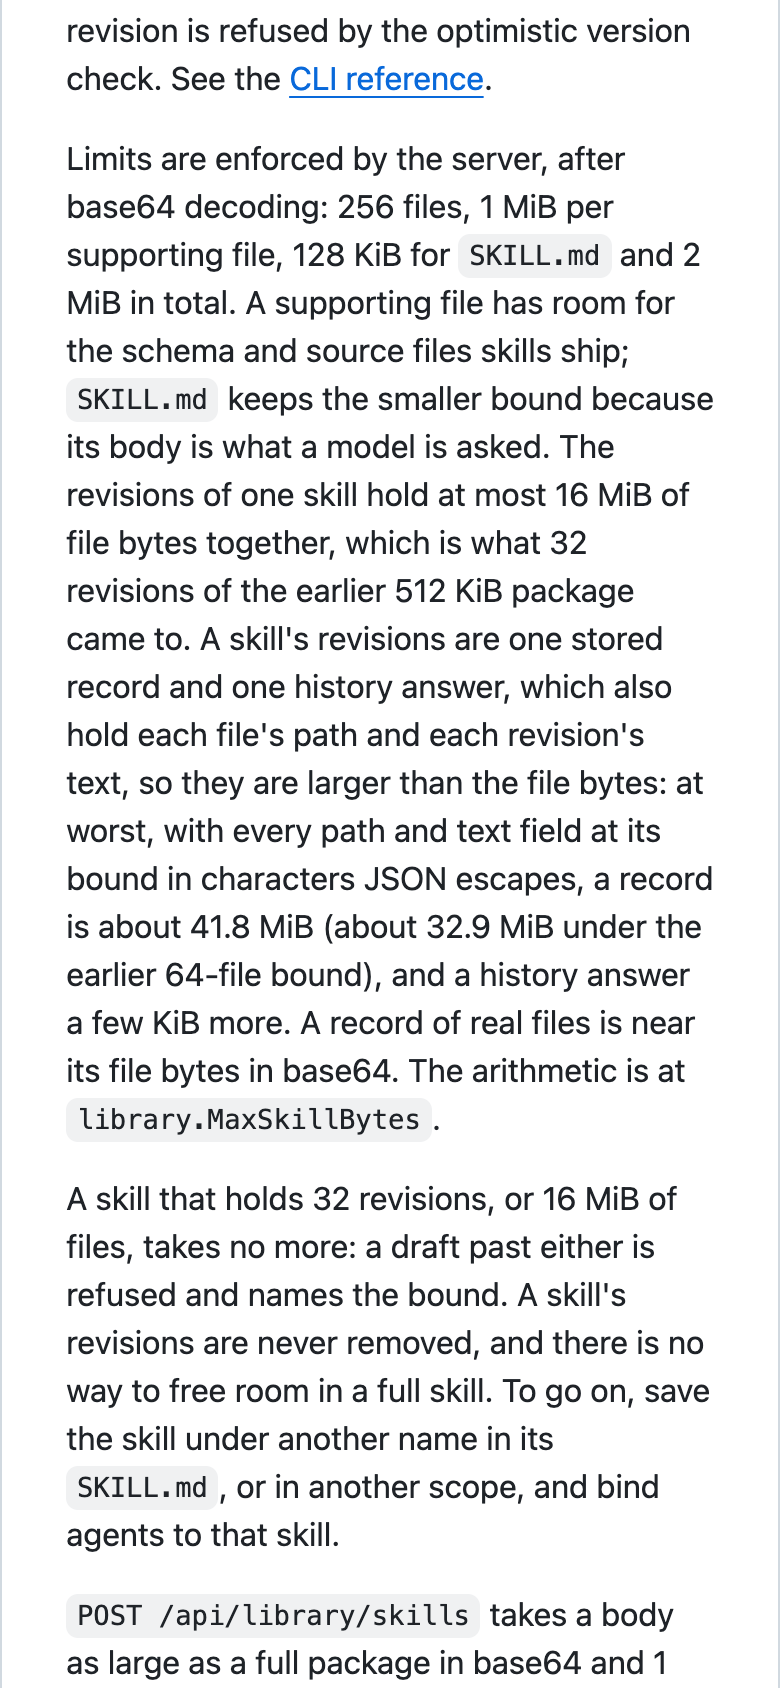 revision is refused by the optimistic version
check. See the CLI reference.
Limits are enforced by the server, after
base64 decoding: 256 files, 1 MiB per
supporting file, 128 KiB for SKILL.md and 2
MiB in total. A supporting file has room for
the schema and source files skills ship;
SKILL.md keeps the smaller bound because
its body is what a model is asked. The
revisions of one skill hold at most 16 MiB of
file bytes together, which is what 32
revisions of the earlier 512 KiB package
came to. A skill's revisions are one stored
record and one history answer, which also
hold each file's path and each revision's
text, so they are larger than the file bytes: at
worst, with every path and text field at its
bound in characters JSON escapes, a record
is about 41.8 MiB (about 32.9 MiB under the
earlier 64-file bound), and a history answer
a few KiB more. A record of real files is near
its file bytes in base64. The arithmetic is at
library.MaxSkillBytes.
A skill that holds 32 revisions, or 16 MiB of
files, takes no more: a draft past either is
refused and names the bound. A skill's
revisions are never removed, and there is no
way to free room in a full skill. To go on, save
the skill under another name in its
SKILL.md, or in another scope, and bind
agents to that skill.
POST /api/library/skills takes a body
as large as a full package in base64 and 1